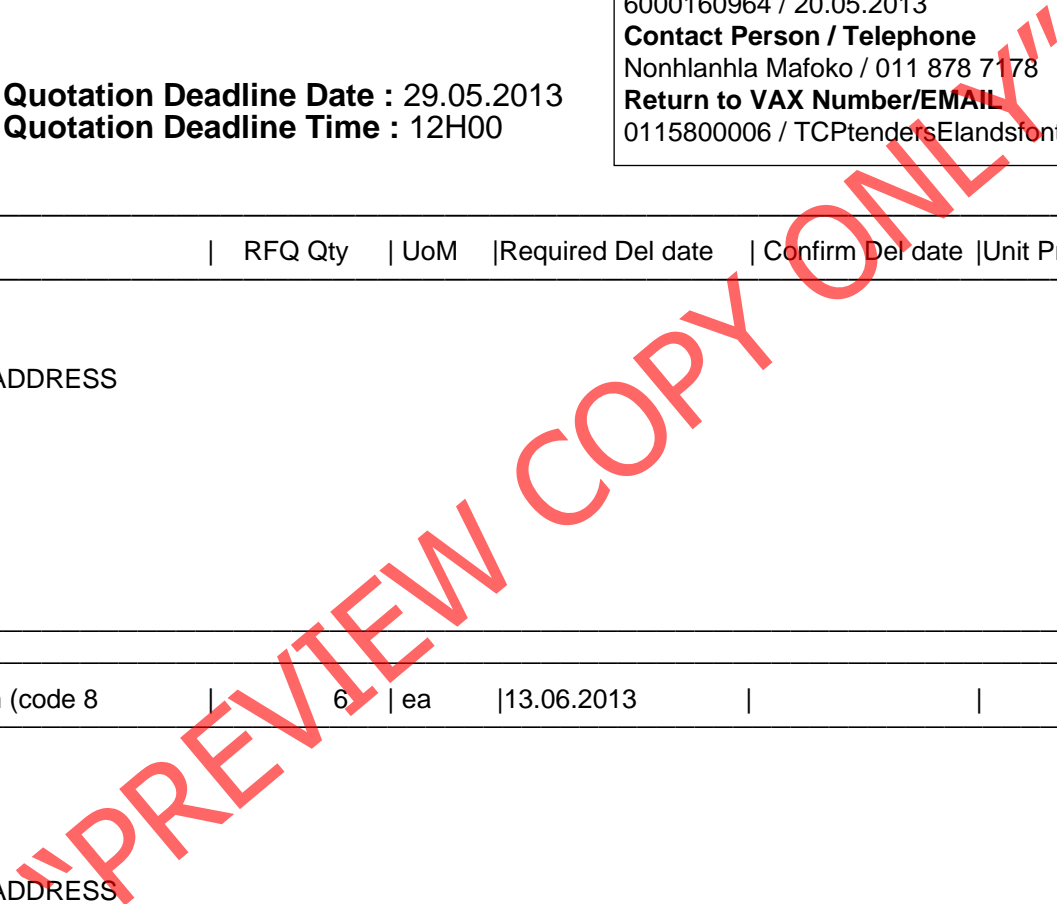 6000160964 / 20.05.2013
Contact Person / Telephone
Nonhlanhla Mafoko / 011 878 7178
Quotation Deadline Date : 29.05.2013
Return to VAX Number/EMAIL
Quotation Deadline Time : 12H00
0115800006 / TCPtendersElandsfont
| RFQ Qty | UoM |Required Del date | Confirm Del date |Unit Pr
ADDRESS
(code 8 | 6 | ea |13.06.2013 | |
ADDRESS
"PREVIEW COPY ONLY"